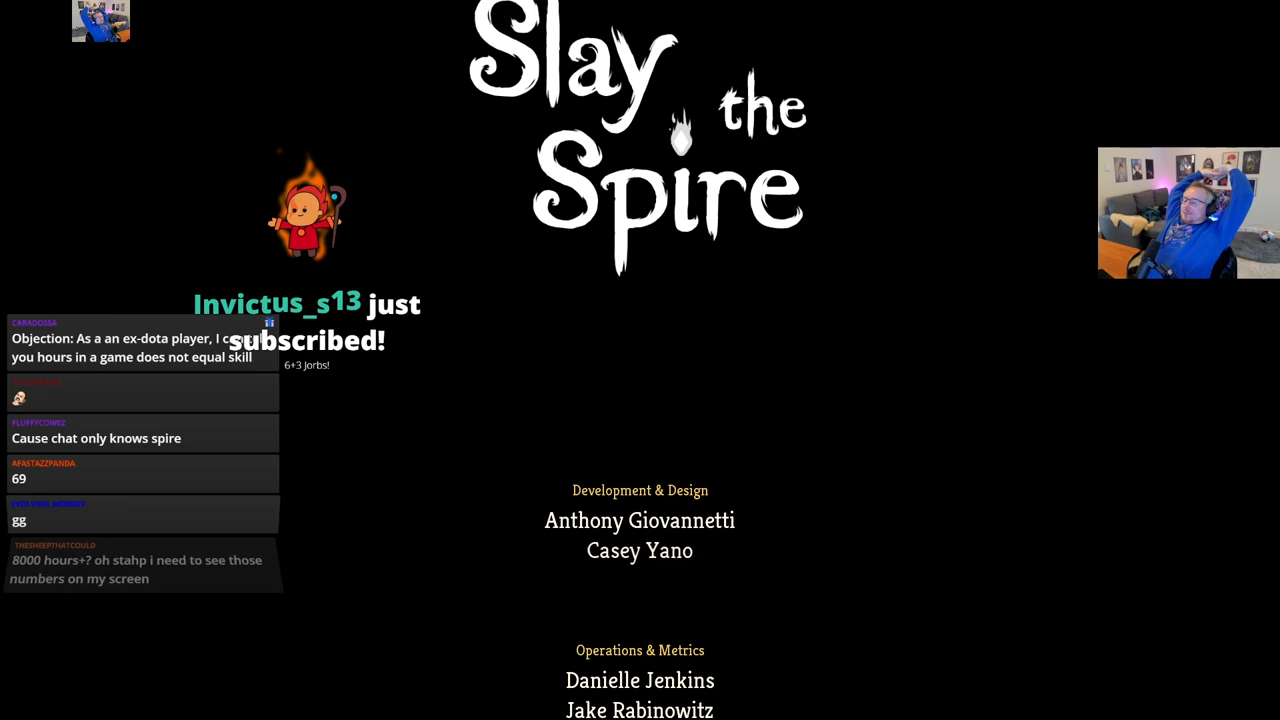 Slay
the
Spire
Invictus_s13 just
subscribed!
6+3 Jorbs!
CARADOSSA
Objection: As a an ex-dota player, I
you hours in a game does not equal skill
FLUFFYCOW02
Cause chat only knows spire
AFASTAZZPANDA
69
EVOLVING_MONKEY
gg
THESHEEPTHATCOULD
8000 hours+? oh stahp i need to see those
numbers on my screen
Development & Design
Anthony Giovannetti
Casey Yano
Operations & Metrics
Danielle Jenkins
Jake Rabinowitz